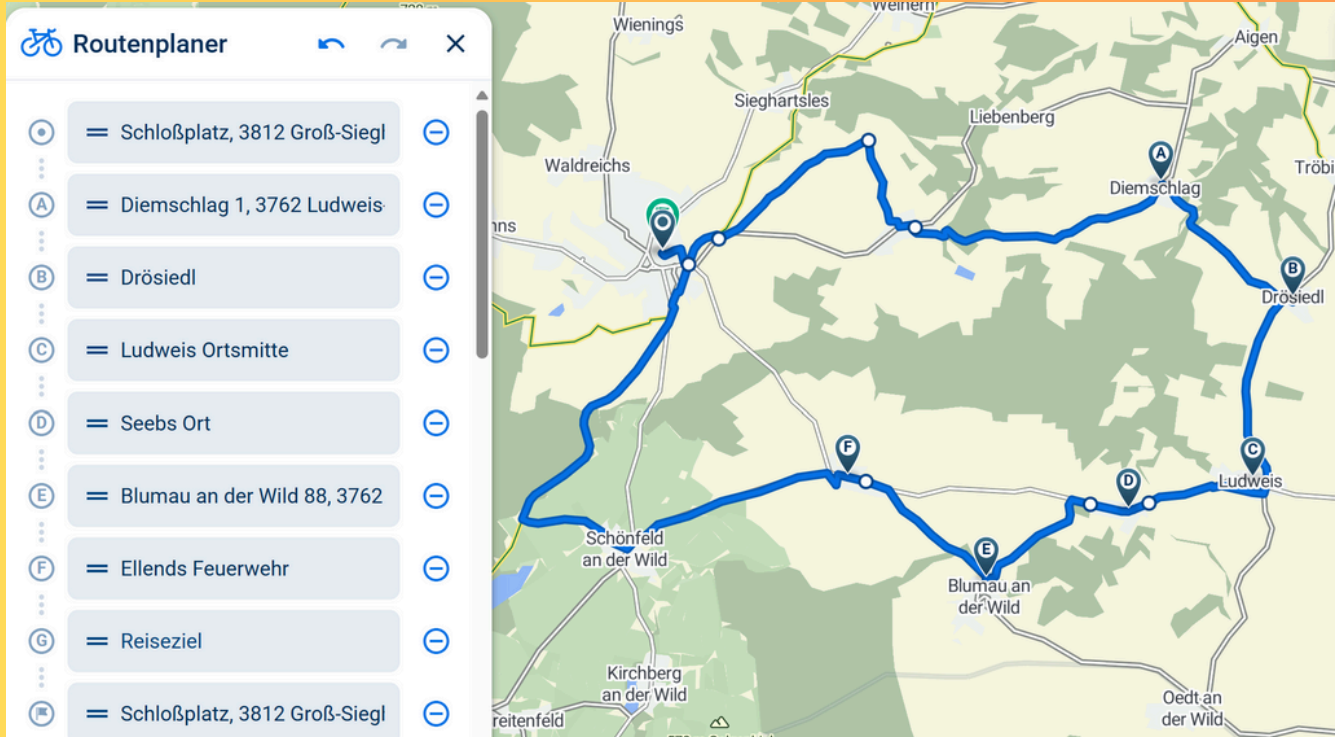 Routenplaner
Schloßplatz, 3812 Groß-Siegl
A
Diemschlag 1, 3762 Ludweis-
B
Drösiedl
C
Ludweis Ortsmitte
D
Seebs Ort
E
Blumau an der Wild 88, 3762
F
Ellends Feuerwehr
G
Reiseziel
Schloßplatz, 3812 Groß-Siegl
Wienings
Weinern
Aigen
Sieghartsles
Liebenberg
Waldreichs
A
Diemschlag
Tröbi
nns
B
Drösiedl
F
C
D
Ludweis
Schönfeld
an der Wild
E
Blumau an
der Wild
Kirchberg
an der Wild
Oedt an
der Wild
reitenfeld